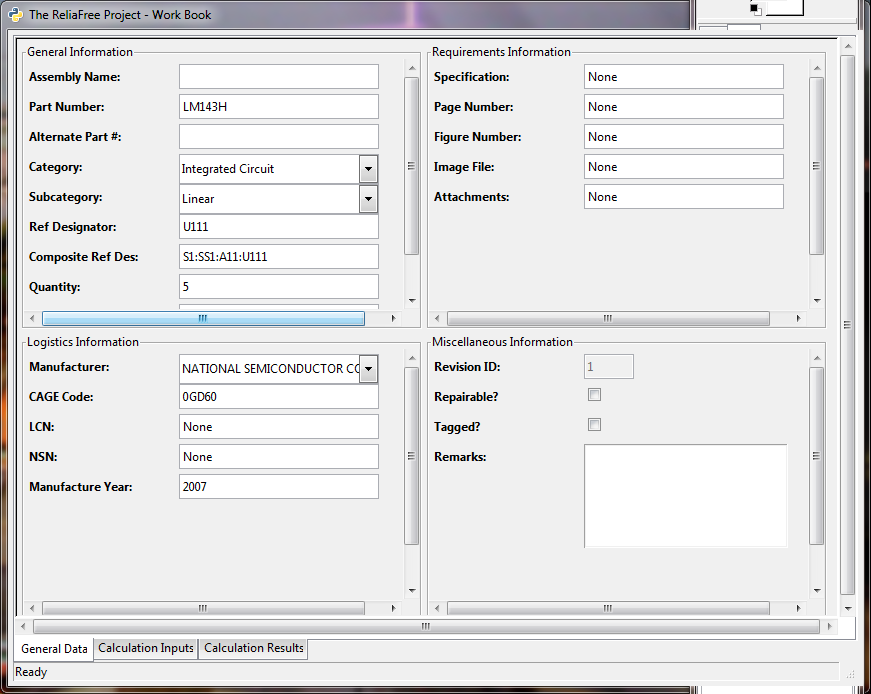 The ReliaFree Project - Work Book
General Information
Assembly Name:
Part Number: LM143H
Alternate Part #:
Category: Integrated Circuit
Subcategory: Linear
Ref Designator: U111
Composite Ref Des: S1:SS1:A11:U111
Quantity: 5
Requirements Information
Specification: None
Page Number: None
Figure Number: None
Image File: None
Attachments: None
Logistics Information
Manufacturer: NATIONAL SEMICONDUCTOR CO
CAGE Code: 0GD60
LCN: None
NSN: None
Manufacture Year: 2007
Miscellaneous Information
Revision ID: 1
Repairable?
Tagged?
Remarks:
General Data Calculation Inputs Calculation Results
Ready